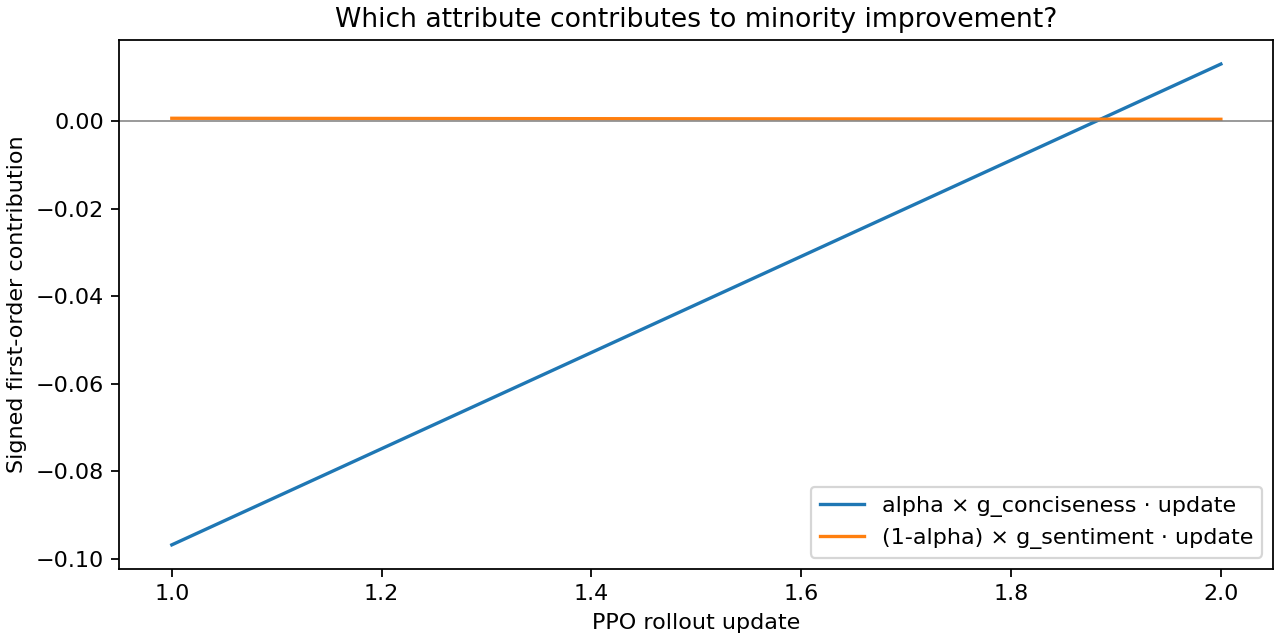 Which attribute contributes to minority improvement?
Signed first-order contribution
0.00
−0.02
−0.04
−0.06
−0.08
−0.10
alpha × g_conciseness · update
(1-alpha) × g_sentiment · update
1.0 1.2 1.4 1.6 1.8 2.0
PPO rollout update